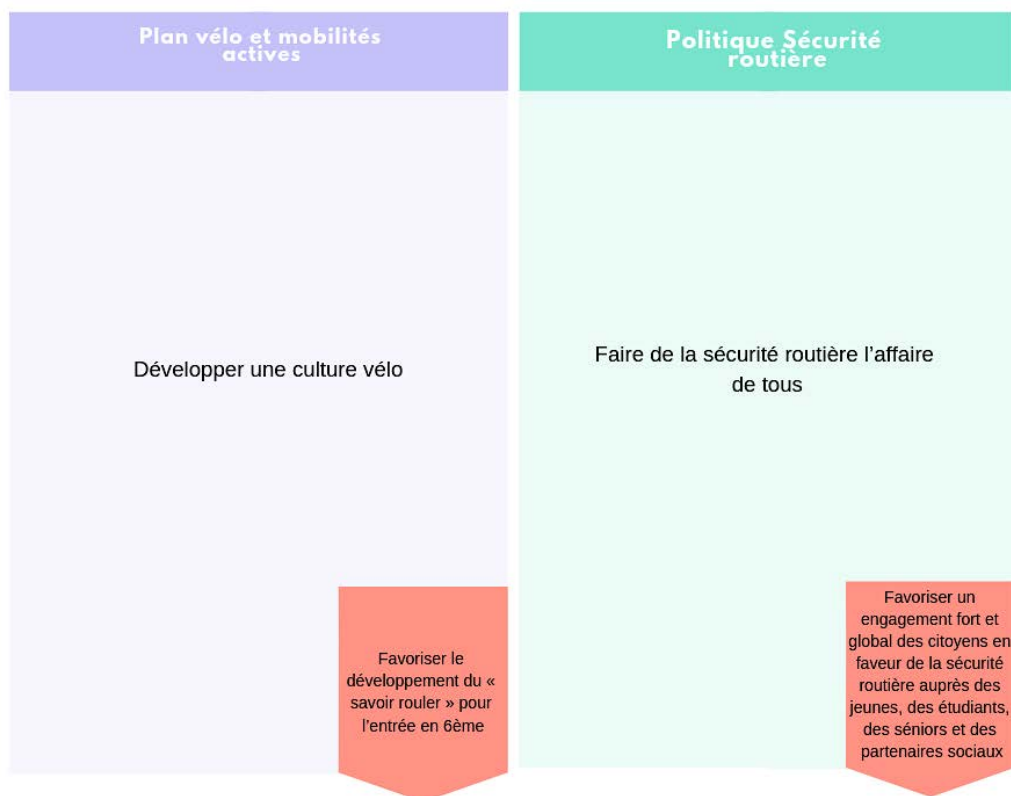 Plan vélo et mobilités
actives
Développer une culture vélo
Favoriser le
développement du «
savoir rouler » pour
l'entrée en 6ème
Politique Sécurité
routière
Faire de la sécurité routière l'affaire
de tous
Favoriser un
engagement fort et
global des citoyens en
faveur de la sécurité
routière auprès des
jeunes, des étudiants,
des séniors et des
partenaires sociaux